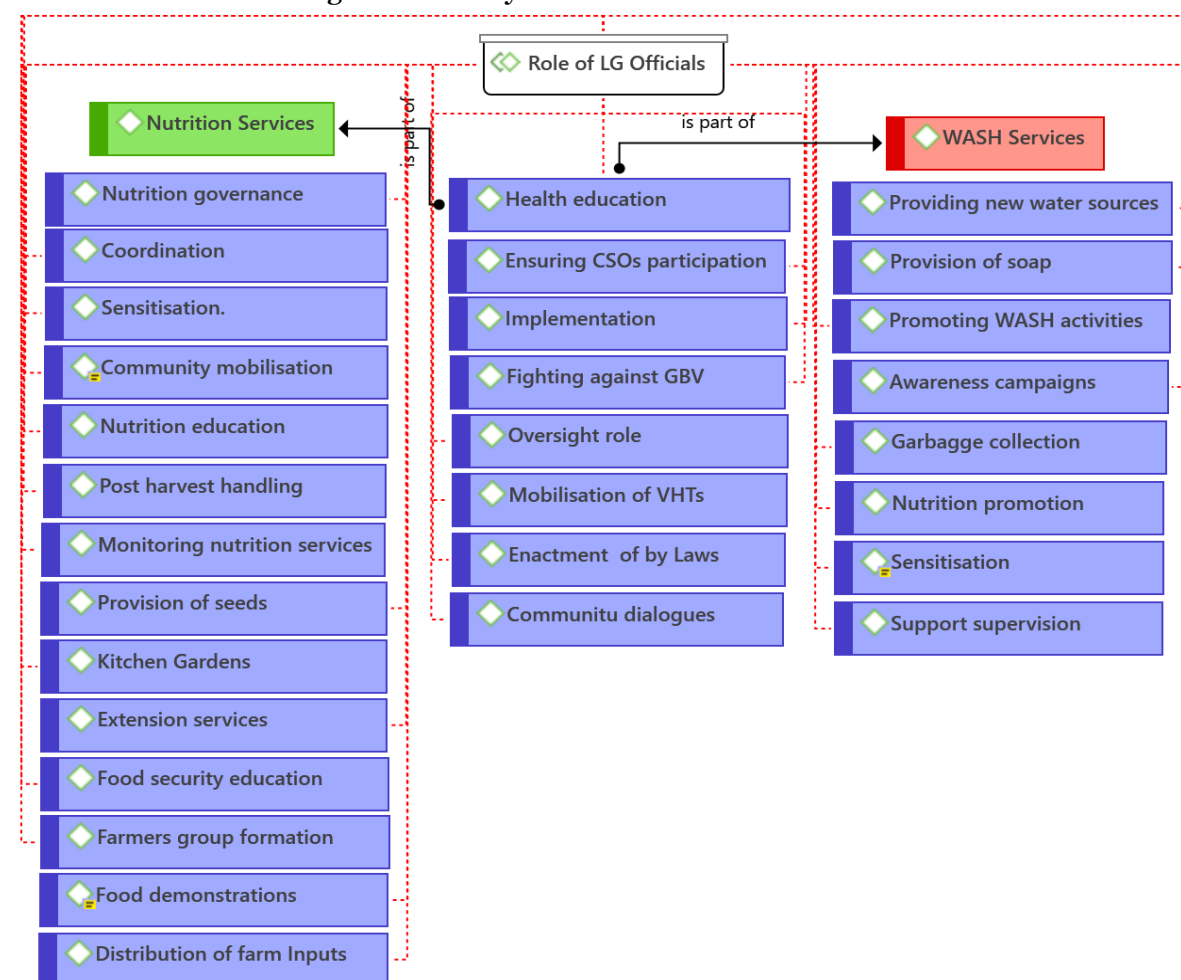 Role of LG Officials
Nutrition Services
is part of
is part of
WASH Services
Nutrition governance
Coordination
Sensitisation.
Community mobilisation
Nutrition education
Post harvest handling
Monitoring nutrition services
Provision of seeds
Kitchen Gardens
Extension services
Food security education
Farmers group formation
Food demonstrations
Distribution of farm Inputs
Health education
Ensuring CSOs participation
Implementation
Fighting against GBV
Oversight role
Mobilisation of VHTs
Enactment of by Laws
Communitu dialogues
Providing new water sources
Provision of soap
Promoting WASH activities
Awareness campaigns
Garbagge collection
Nutrition promotion
Sensitisation
Support supervision